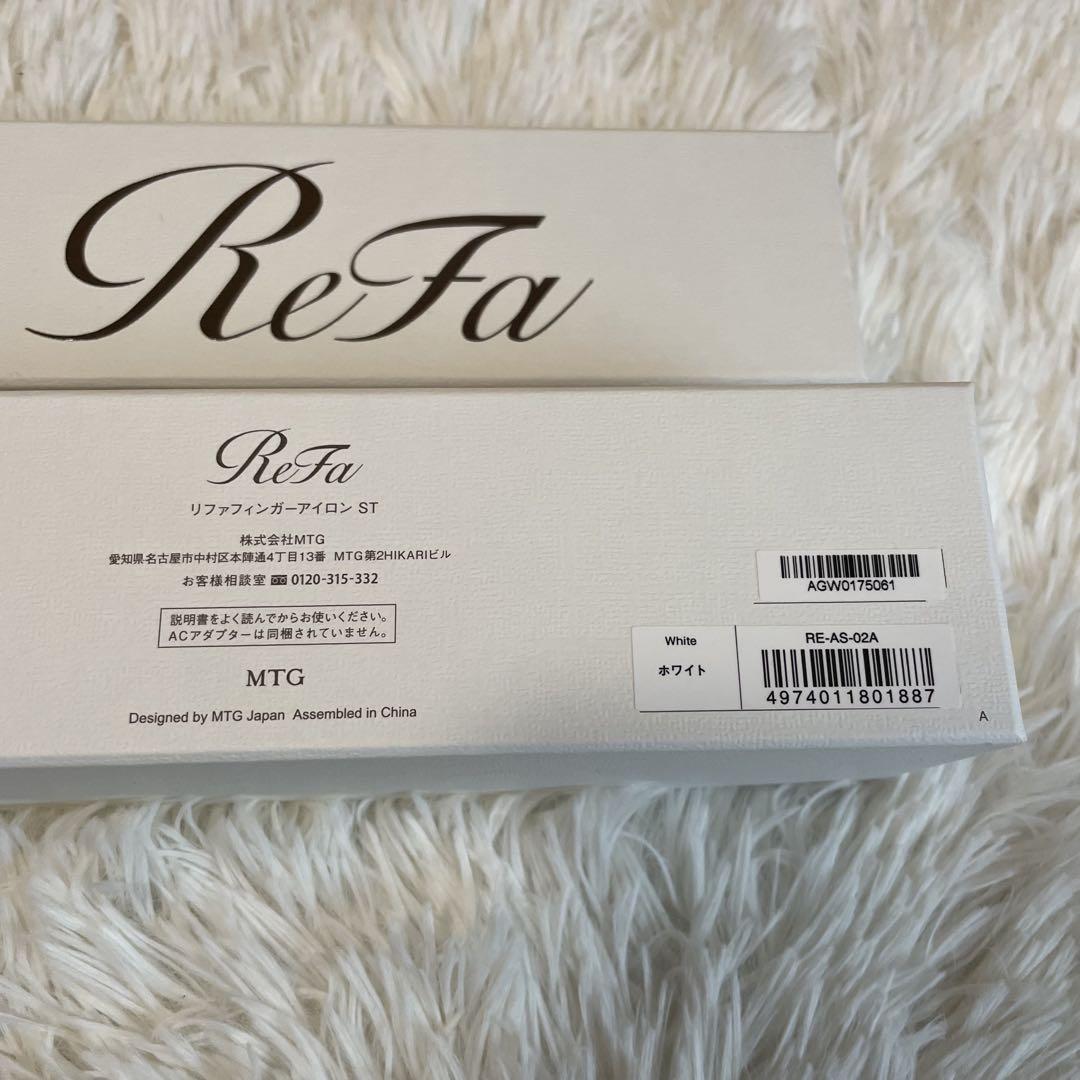 ReFa
ReFa
リファフィンガーアイロン ST
株式会社MTG
愛知県名古屋市中村区本陣通4丁目13番 MTG第2HIKARIビル
お客様相談室 0120-315-332
説明書をよく読んでからお使いください。
ACアダプターは同梱されていません。
MTG
Designed by MTG Japan Assembled in China
AGW0175061
White
ホワイト
RE-AS-02A
4974011801887
A